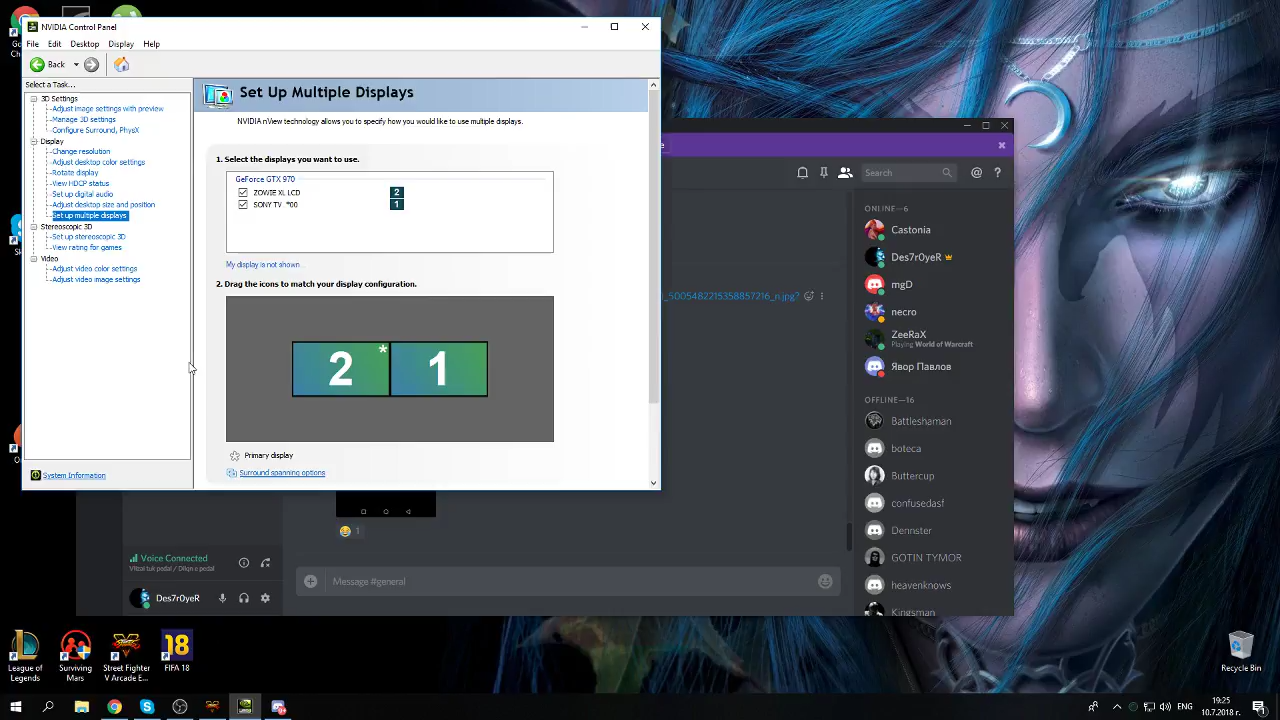 NVIDIA Control Panel
File Edit Desktop Display Help
Back
Select a Task...
3D Settings
Adjust image settings with preview
Manage 3D settings
Configure Surround, PhysX
Display
Change resolution
Adjust desktop color settings
Rotate display
View HDCP status
Set up digital audio
Adjust desktop size and position
Set up multiple displays
Stereoscopic 3D
Set up stereoscopic 3D
View rating for games
Video
Adjust video color settings
Adjust video image settings
System Information
Set Up Multiple Displays
NVIDIA nView technology allows you to specify how you would like to use multiple displays.
1. Select the displays you want to use.
GeForce GTX 970
ZOWIE XL LCD 2
SONY TV *00 1
My display is not shown...
2. Drag the icons to match your display configuration.
2 * 1
Primary display
Surround spanning options
Search
i_5005482215358857216_n.jpg?
ONLINE—6
Castonia
Des7r0yeR
mgD
necro
ZeeRaX
Playing World of Warcraft
Явор Павлов
OFFLINE—16
Battleshaman
boteca
Buttercup
confusedasf
Dennster
GOTIN TYMOR
heavenknows
Kingsman
1
Message #general
Voice Connected
Des7r0yeR
League of Legends
Surviving Mars
Street Fighter V Arcade E...
18
FIFA 18
Recycle Bin
ENG
19:25
10.7.2018 г.